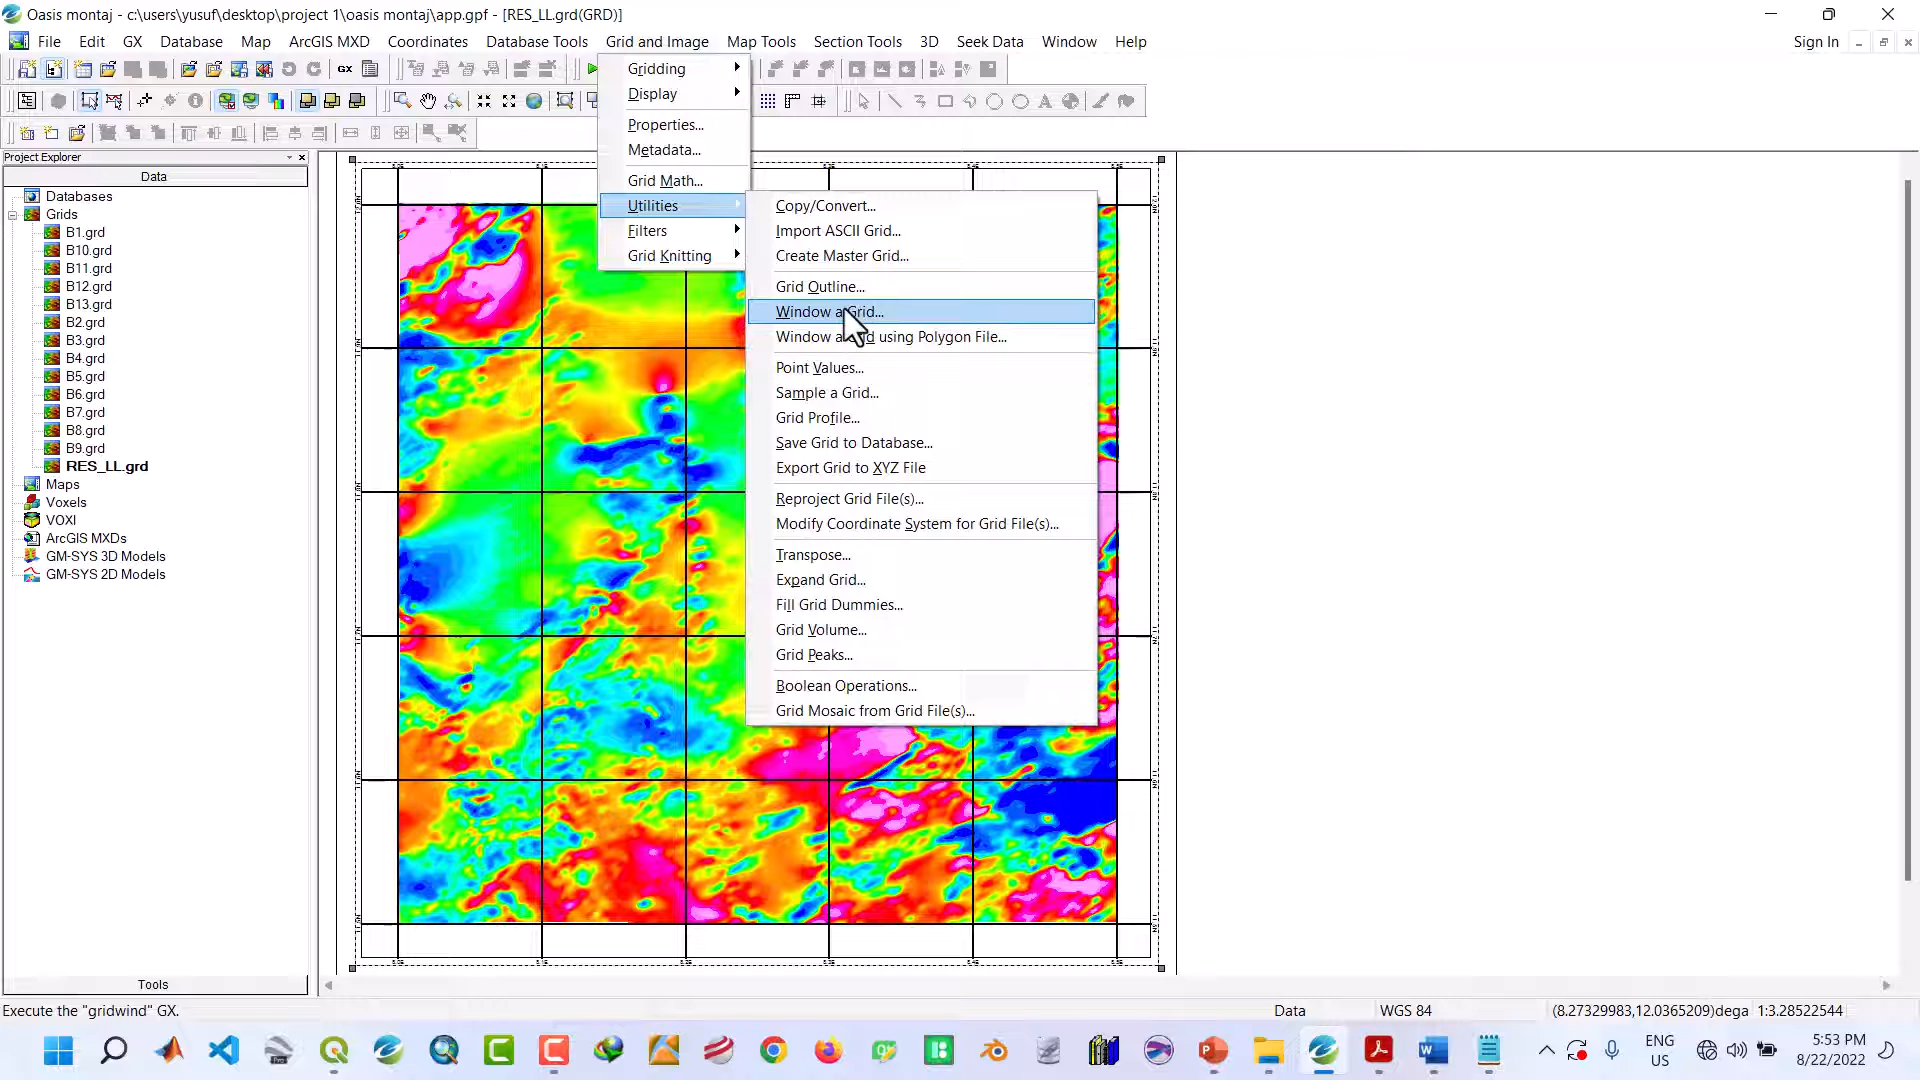 Oasis montaj - c:\users\yusuf\desktop\project 1\oasis montaj\app.gpf - [RES_LL.grd(GRD)]
File Edit GX Database Map ArcGIS MXD Coordinates Database Tools Grid and Image Map Tools Section Tools 3D Seek Data Window Help Sign In
GX
Project Explorer
Data
Databases
Grids
B1.grd
B10.grd
B11.grd
B12.grd
B13.grd
B2.grd
B3.grd
B4.grd
B5.grd
B6.grd
B7.grd
B8.grd
B9.grd
RES_LL.grd
Maps
Voxels
VOXI
ArcGIS MXDs
GM-SYS 3D Models
GM-SYS 2D Models
Tools
Gridding
Display
Properties...
Metadata...
Grid Math...
Utilities
Filters
Grid Knitting
Copy/Convert...
Import ASCII Grid...
Create Master Grid...
Grid Outline...
Window a Grid...
Window a Grid using Polygon File...
Point Values...
Sample a Grid...
Grid Profile...
Save Grid to Database...
Export Grid to XYZ File
Reproject Grid File(s)...
Modify Coordinate System for Grid File(s)...
Transpose...
Expand Grid...
Fill Grid Dummies...
Grid Volume...
Grid Peaks...
Boolean Operations...
Grid Mosaic from Grid File(s)...
Execute the "gridwind" GX. Data WGS 84 (8.27329983,12.0365209)dega 1:3.28522544
ENG
US
5:53 PM
8/22/2022